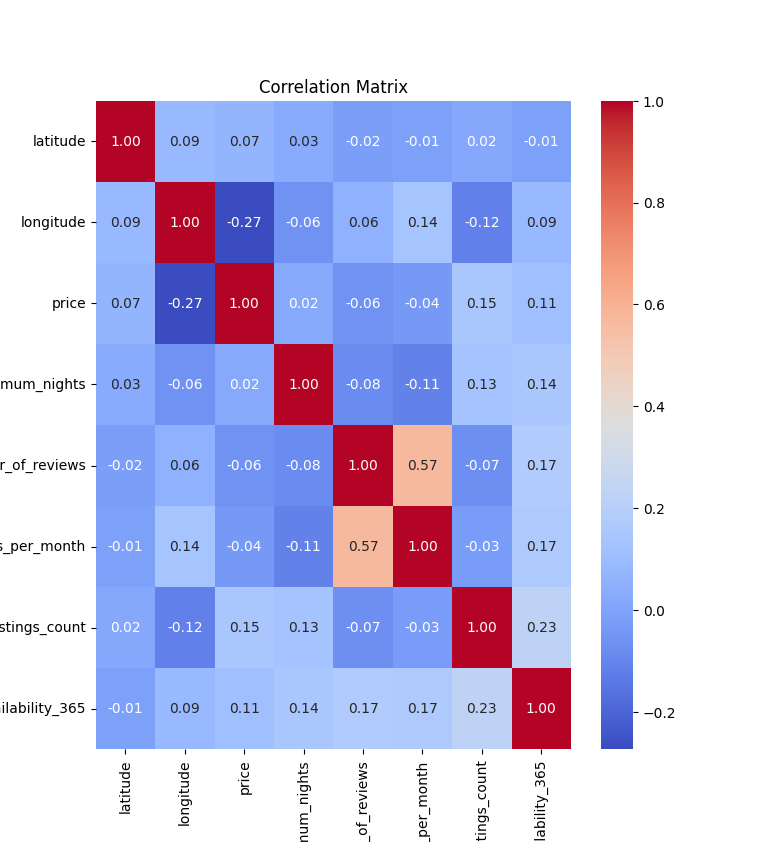 Correlation Matrix
latitude 1.00 0.09 0.07 0.03 -0.02 -0.01 0.02 -0.01
longitude 0.09 1.00 -0.27 -0.06 0.06 0.14 -0.12 0.09
price 0.07 -0.27 1.00 0.02 -0.06 -0.04 0.15 0.11
mum_nights 0.03 -0.06 0.02 1.00 -0.08 -0.11 0.13 0.14
r_of_reviews -0.02 0.06 -0.06 -0.08 1.00 0.57 -0.07 0.17
s_per_month -0.01 0.14 -0.04 -0.11 0.57 1.00 -0.03 0.17
stings_count 0.02 -0.12 0.15 0.13 -0.07 -0.03 1.00 0.23
ilability_365 -0.01 0.09 0.11 0.14 0.17 0.17 0.23 1.00
latitude
longitude
price
mum_nights
_of_reviews
_per_month
tings_count
lability_365
1.0
0.8
0.6
0.4
0.2
0.0
−0.2